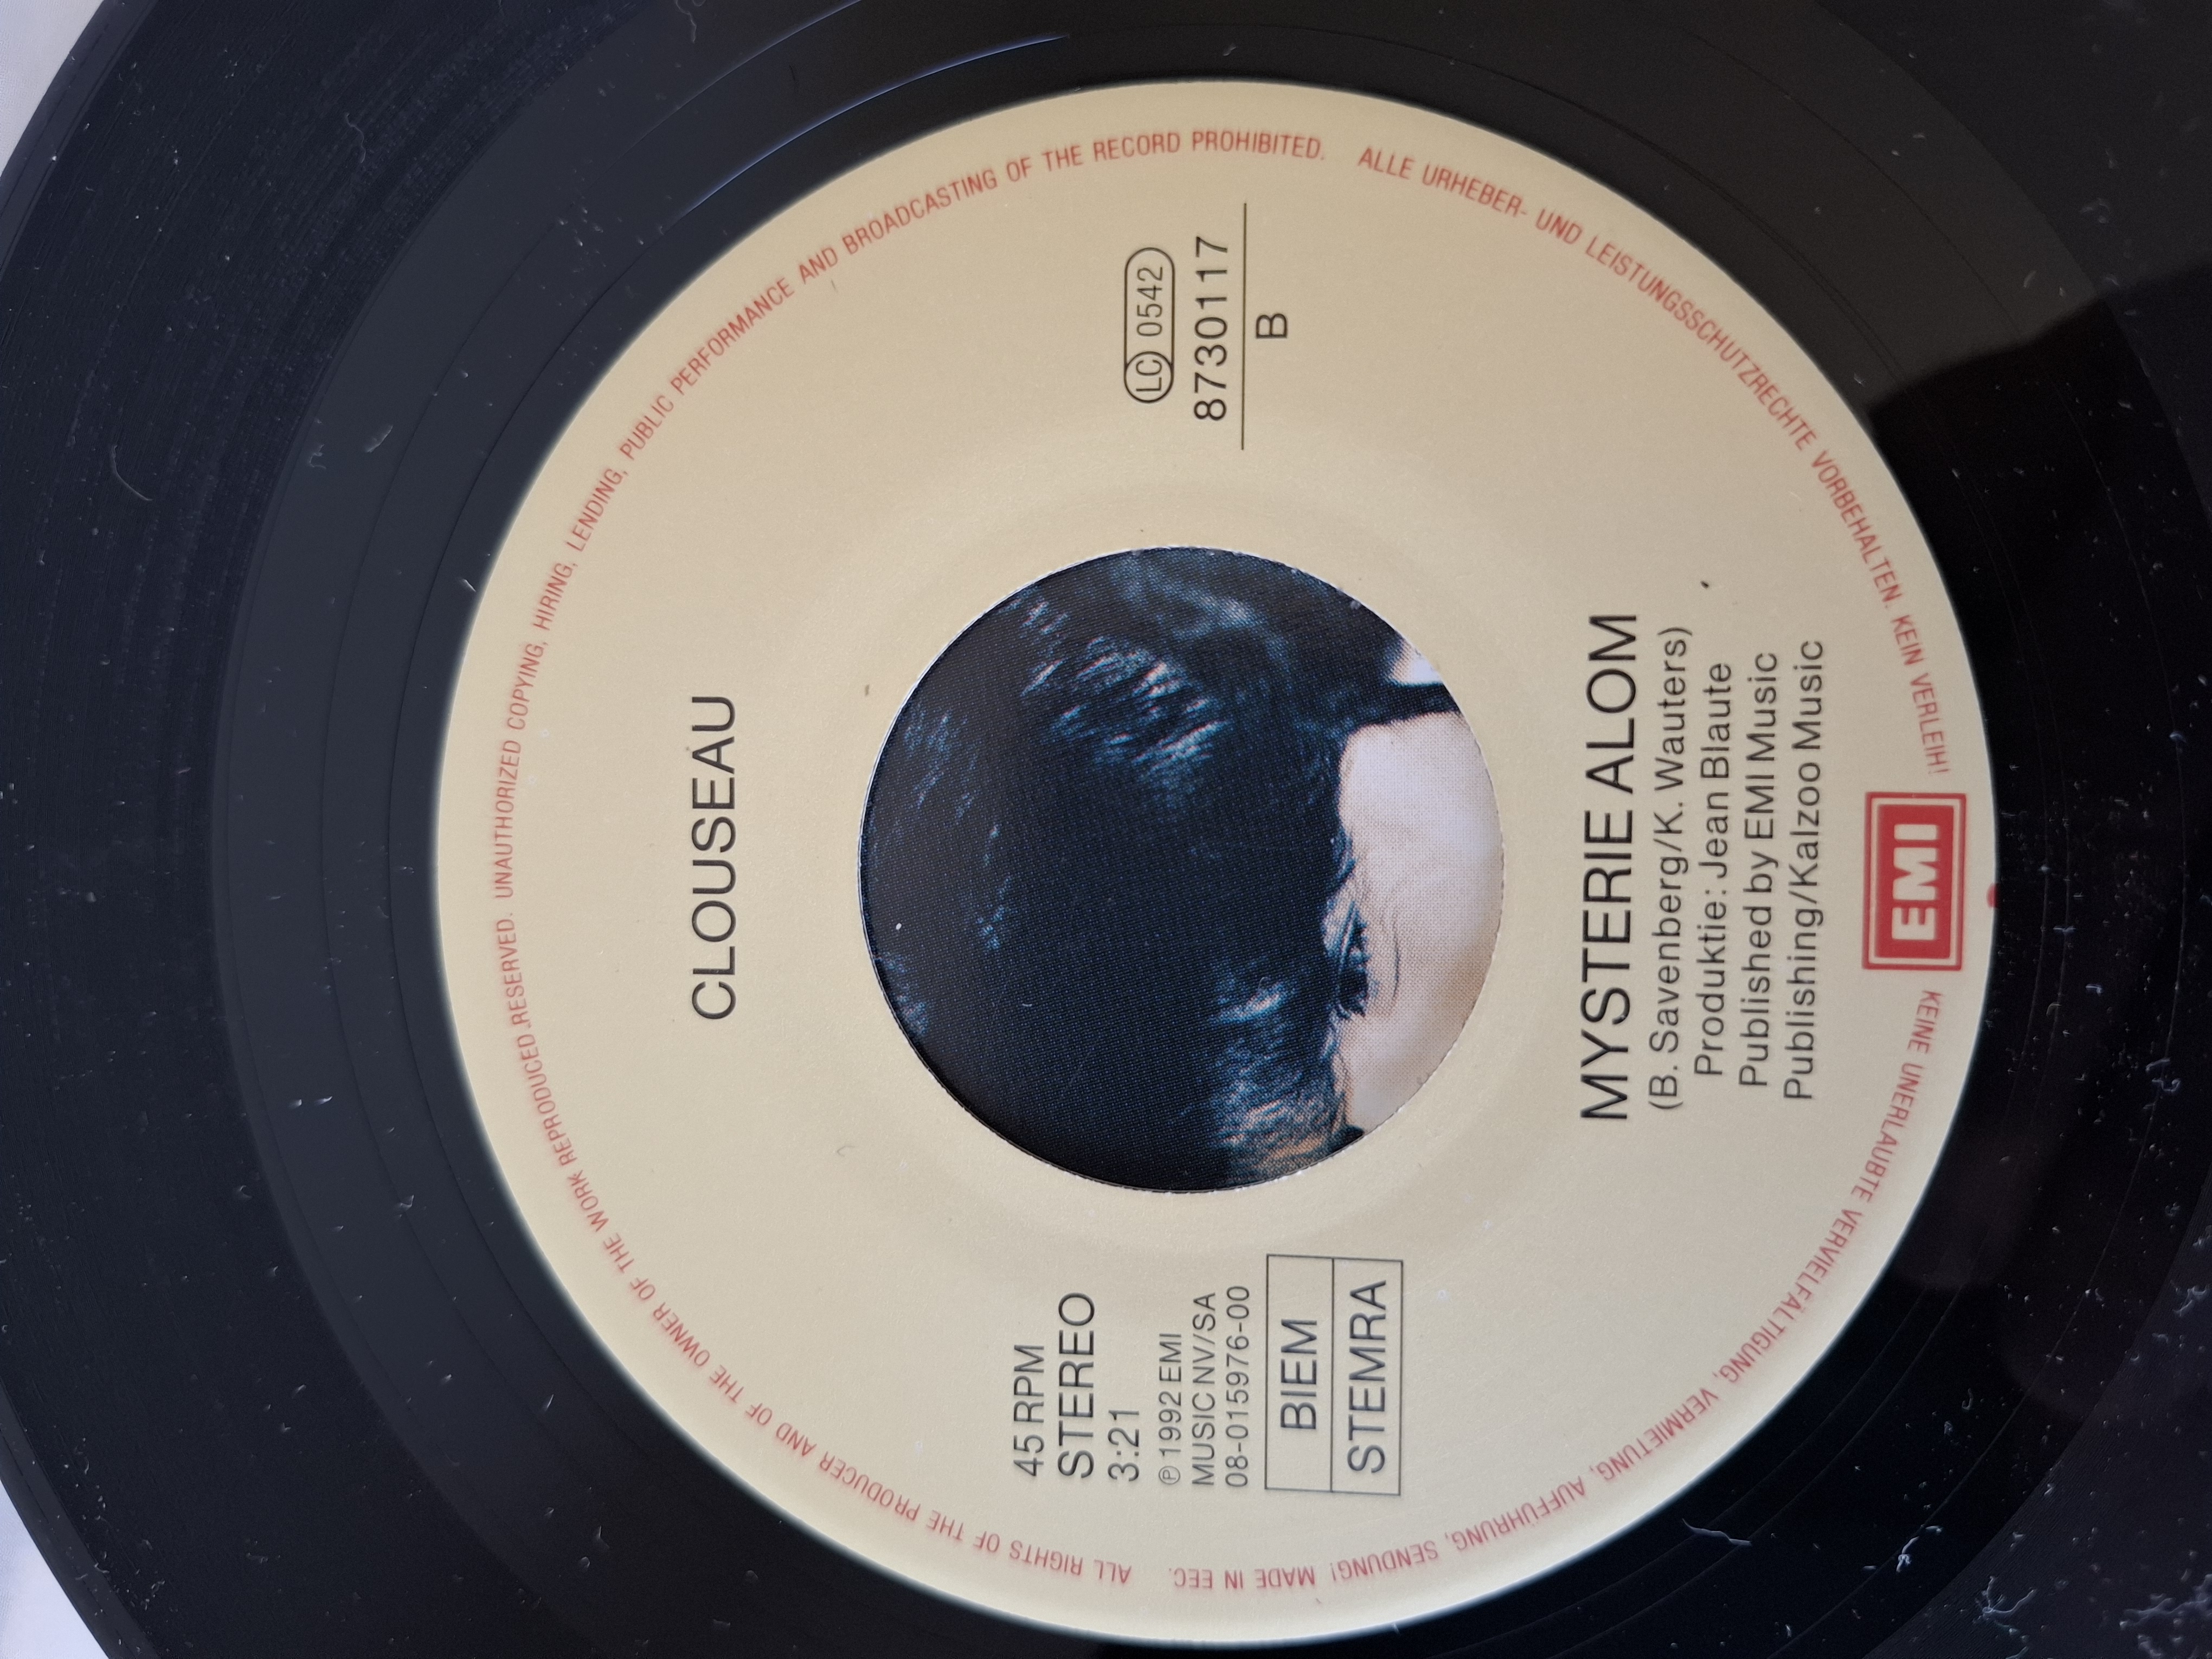 CLOUSEAU
45 RPM
STEREO
3:21
℗ 1992 EMI
MUSIC NV/SA
08-015976-00
BIEM
STEMRA
LC 0542
8730117
B
MYSTERIE ALOM
(B. Savenberg/K. Wauters)
Produktie: Jean Blaute
Published by EMI Music
Publishing/Kalzoo Music
EMI
ALL RIGHTS OF THE PRODUCER AND OF THE OWNER OF THE WORK REPRODUCED RESERVED. UNAUTHORIZED COPYING, HIRING, LENDING, PUBLIC PERFORMANCE AND BROADCASTING OF THE RECORD PROHIBITED. ALLE URHEBER- UND LEISTUNGSSCHUTZRECHTE VORBEHALTEN. KEIN VERLEIH!
KEINE UNERLAUBTE VERVIELFÄLTIGUNG, VERMIETUNG, AUFFÜHRUNG, SENDUNG! MADE IN EEC.